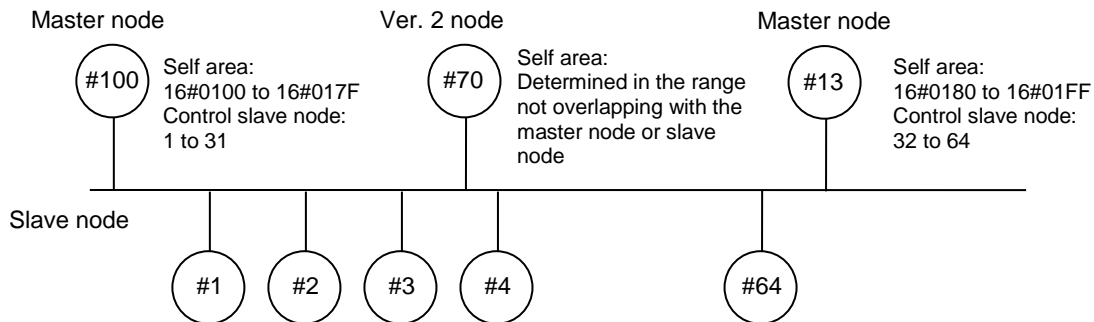 Master node
Ver. 2 node
Master node
#100
Self area:
16#0100 to 16#017F
Control slave node:
1 to 31
#70
Self area:
Determined in the range
not overlapping with the
master node or slave
node
#13
Self area:
16#0180 to 16#01FF
Control slave node:
32 to 64
Slave node
#1
#2
#3
#4
#64